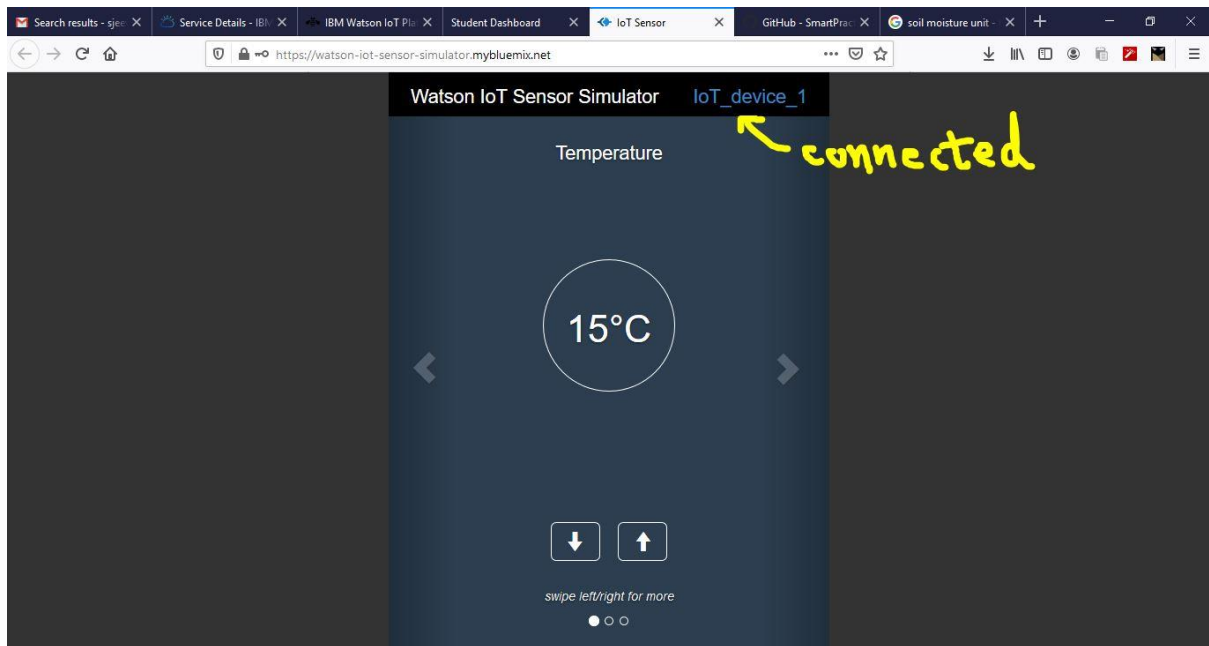 Search results - sjee
Service Details - IBM
IBM Watson IoT Pla
Student Dashboard
IoT Sensor
GitHub - SmartPrac
soil moisture unit -
https://watson-iot-sensor-simulator.mybluemix.net
Watson IoT Sensor Simulator IoT_device_1
connected
Temperature
15°C
swipe left/right for more